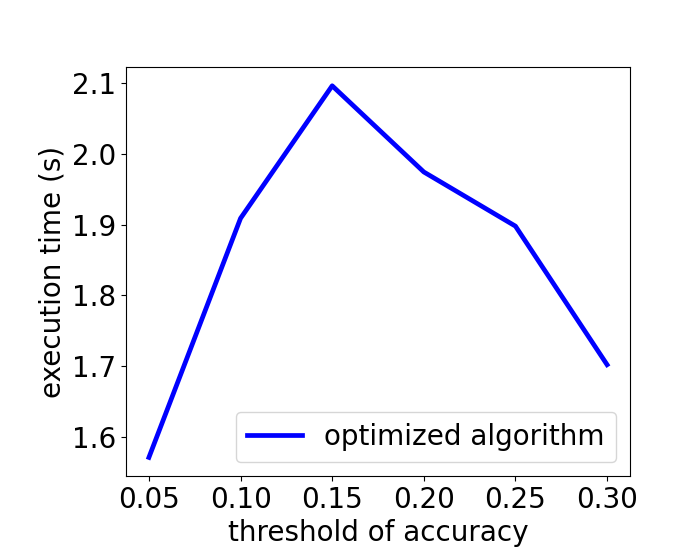 2.1
2.0
1.9
1.8
1.7
1.6
execution time (s)
optimized algorithm
0.05 0.10 0.15 0.20 0.25 0.30
threshold of accuracy